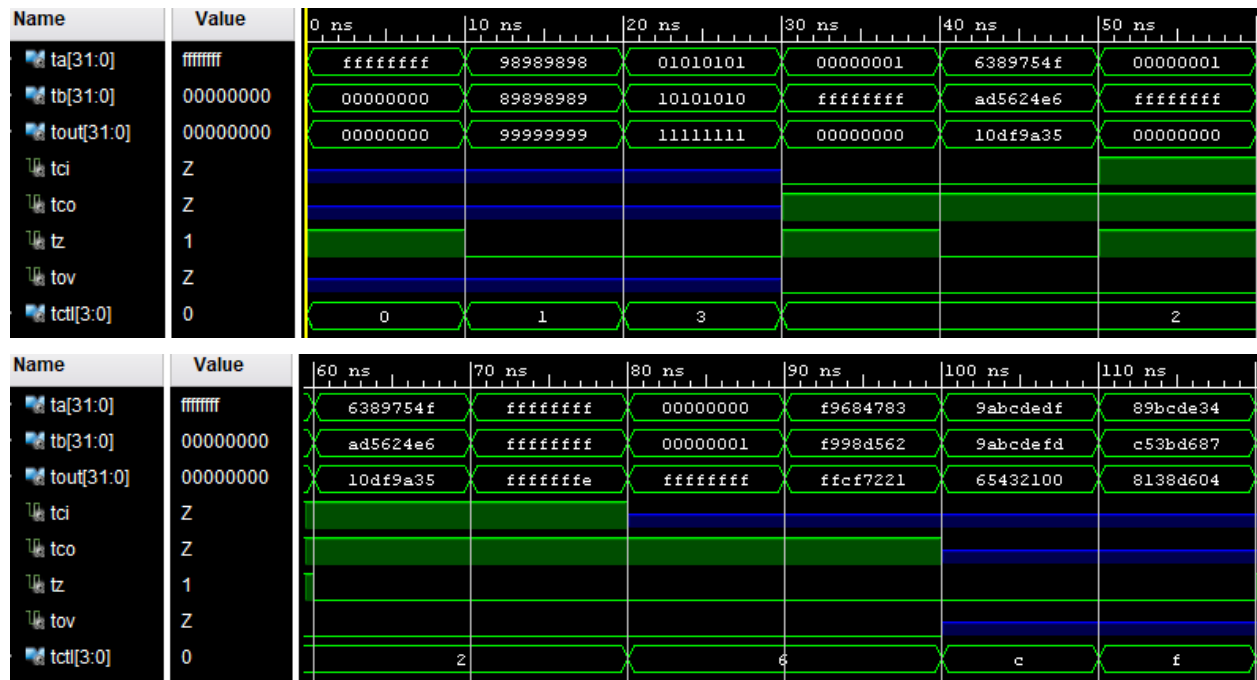 Name Value 0 ns 10 ns 20 ns 30 ns 40 ns 50 ns
ta[31:0] ffffffff ffffffff 98989898 01010101 00000001 6389754f 00000001
tb[31:0] 00000000 00000000 89898989 10101010 ffffffff ad5624e6 ffffffff
tout[31:0] 00000000 00000000 99999999 11111111 00000000 10df9a35 00000000
tci Z
tco Z
tz 1
tov Z
tctl[3:0] 0 0 1 3 2
Name Value 60 ns 70 ns 80 ns 90 ns 100 ns 110 ns
ta[31:0] ffffffff 6389754f ffffffff 00000000 f9684783 9abcdedf 89bcde34
tb[31:0] 00000000 ad5624e6 ffffffff 00000001 f998d562 9abcdefd c53bd687
tout[31:0] 00000000 10df9a35 fffffffe ffffffff ffcf7221 65432100 8138d604
tci Z
tco Z
tz 1
tov Z
tctl[3:0] 0 2 6 c f